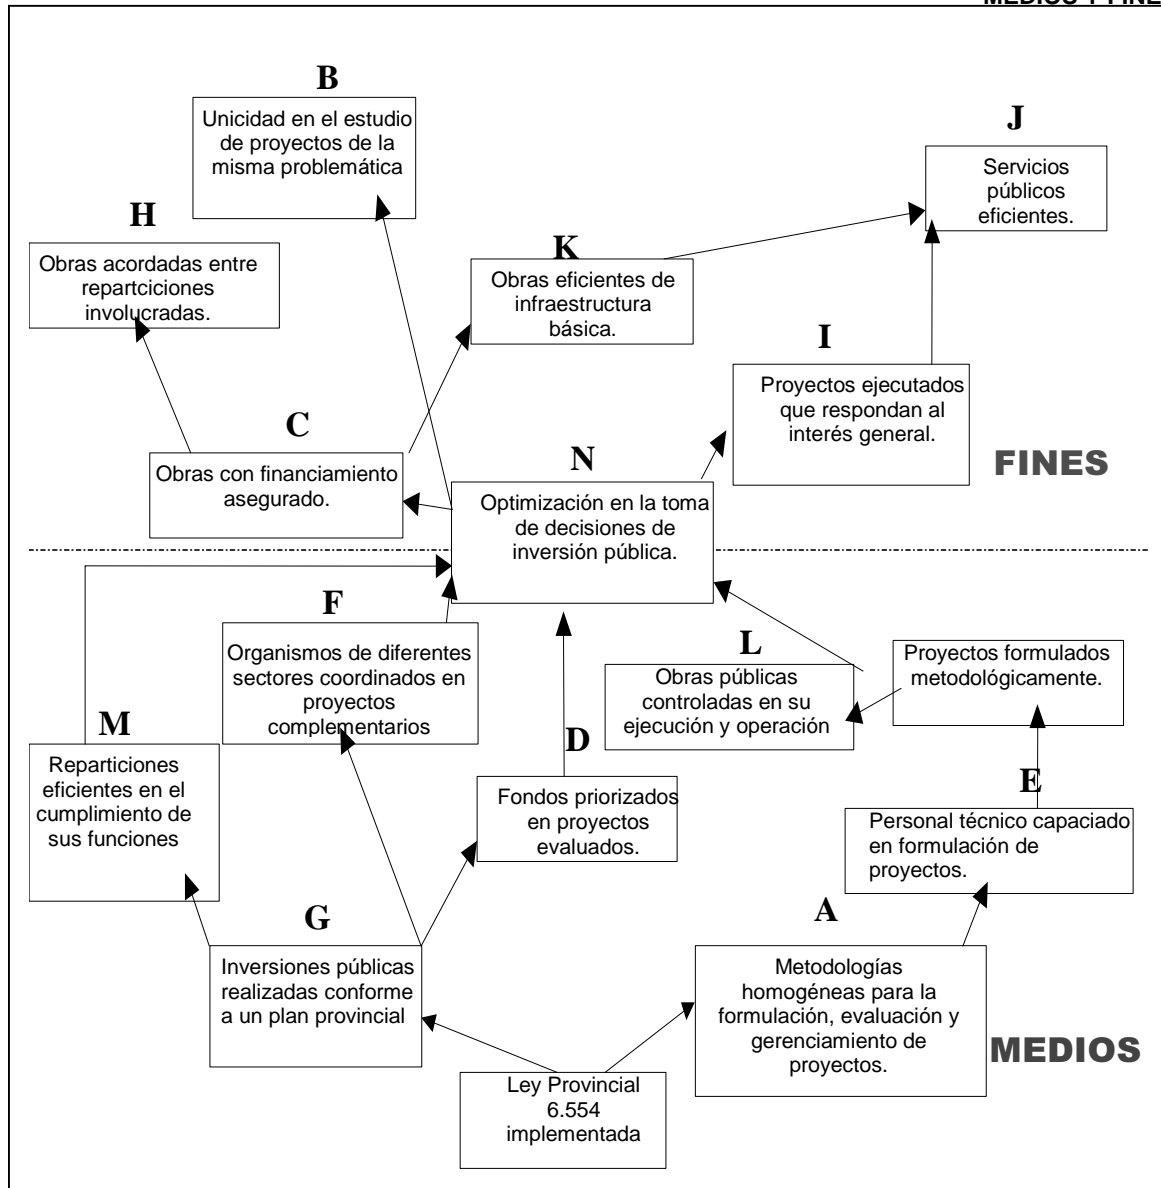 MEDIOS Y FINE
B
Unicidad en el estudio
de proyectos de la
misma problemática
J
Servicios
públicos
eficientes.
H
Obras acordadas entre
repartciciones
involucradas.
K
Obras eficientes de
infraestructura
básica.
I
Proyectos ejecutados
que respondan al
interés general.
C
Obras con financiamiento
asegurado.
N
Optimización en la toma
de decisiones de
inversión pública.
FINES
F
Organismos de diferentes
sectores coordinados en
proyectos
complementarios
L
Obras públicas
controladas en su
ejecución y operación
Proyectos formulados
metodológicamente.
M
Reparticiones
eficientes en el
cumplimiento de
sus funciones
D
Fondos priorizados
en proyectos
evaluados.
E
Personal técnico capaciado
en formulación de
proyectos.
G
Inversiones públicas
realizadas conforme
a un plan provincial
A
Metodologías
homogéneas para la
formulación, evaluación y
gerenciamiento de
proyectos.
MEDIOS
Ley Provincial
6.554
implementada